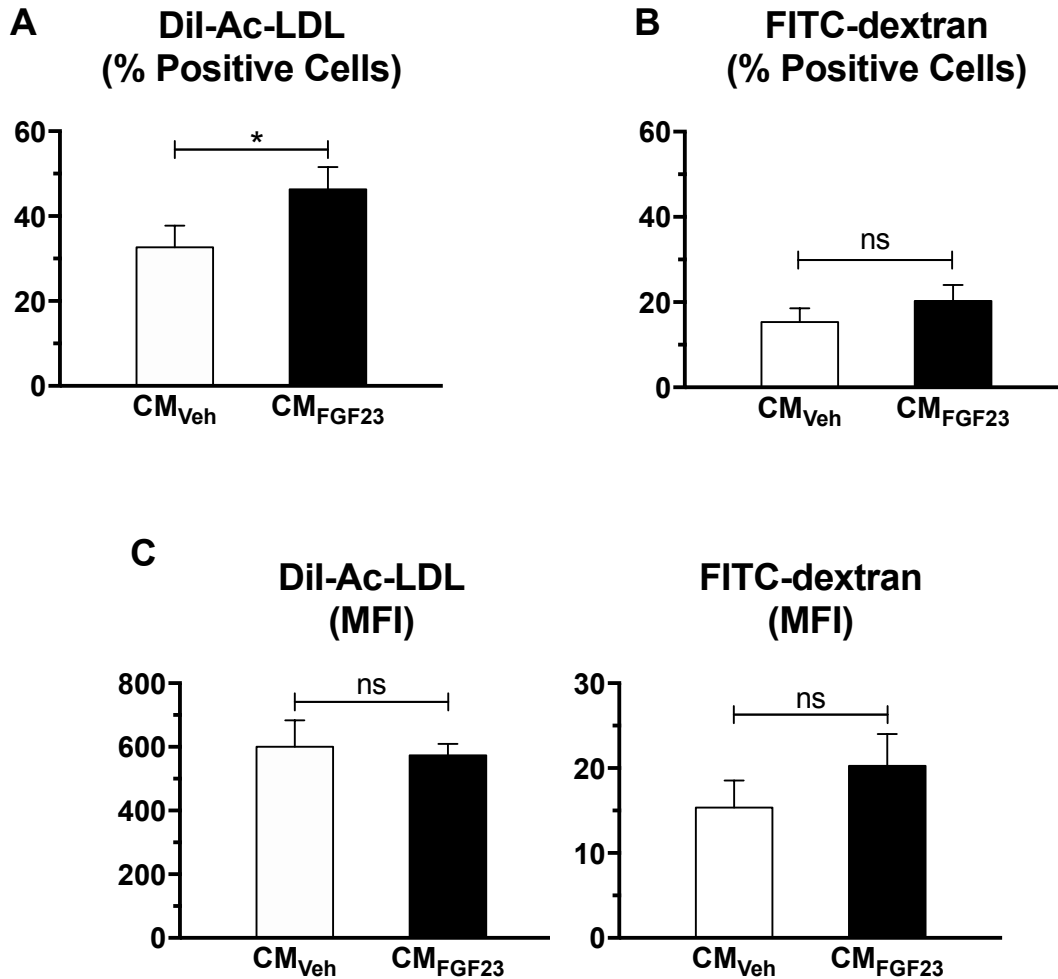 A
Dil-Ac-LDL
(% Positive Cells)
60
40
20
0
*
CMVeh
CMFGF23
B
FITC-dextran
(% Positive Cells)
60
40
20
0
ns
CMVeh
CMFGF23
C
Dil-Ac-LDL
(MFI)
800
600
400
200
0
ns
CMVeh
CMFGF23
FITC-dextran
(MFI)
30
20
10
0
ns
CMVeh
CMFGF23